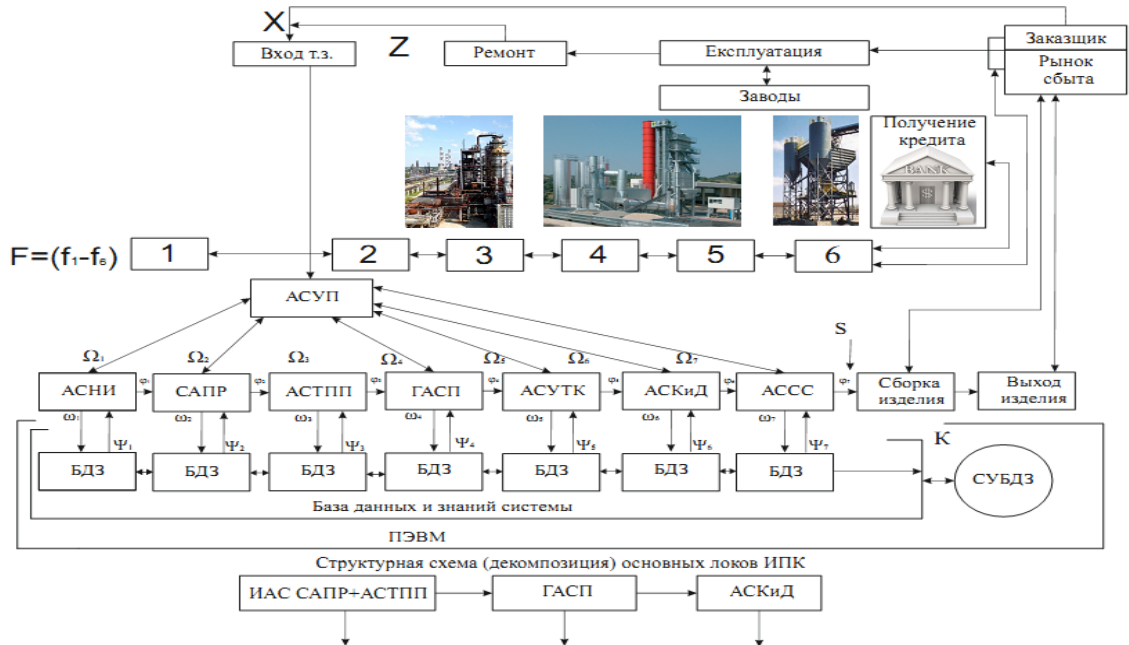 X
Вход т.з.
Z
Ремонт
Експлуатация
Заказщик
Рынок
сбыта
Заводы
Получение
кредита
BANK
$
F=(f₁-f₆)
1
2
3
4
5
6
АСУП
S
Ω₁
Ω₂
Ω₃
Ω₄
Ω₅
Ω₆
Ω₇
АСНИ
φ₁
САПР
φ₂
АСТПП
φ₃
ГАСП
φ₄
АСУТК
φ₅
АСКиД
φ₆
АССС
φ₇
Сборка
изделия
Выход
изделия
ω₁
Ψ₁
ω₂
Ψ₂
ω₃
Ψ₃
ω₄
Ψ₄
ω₅
Ψ₅
ω₆
Ψ₆
ω₇
Ψ₇
К
БДЗ
БДЗ
БДЗ
БДЗ
БДЗ
БДЗ
БДЗ
СУБДЗ
База данных и знаний системы
ПЭВМ
Структурная схема (декомпозиция) основных локов ИПК
ИАС САПР+АСТПП
ГАСП
АСКиД